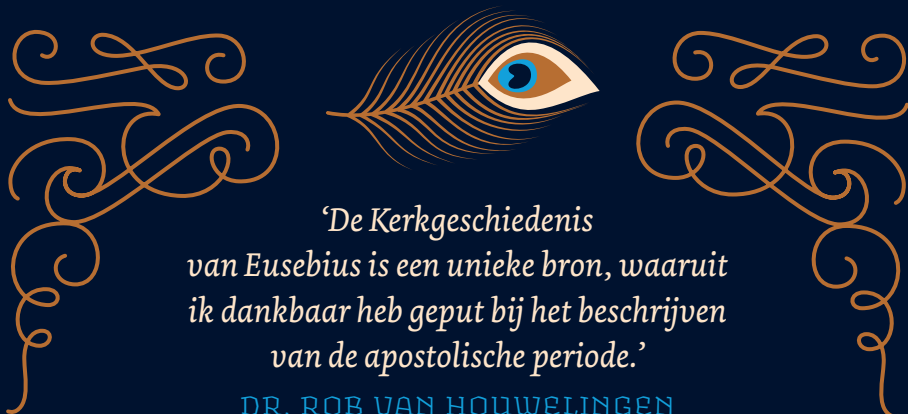 ‘De Kerkgeschiedenis
van Eusebius is een unieke bron, waaruit
ik dankbaar heb geput bij het beschrijven
van de apostolische periode.’
DR. ROB VAN HOUWELINGEN